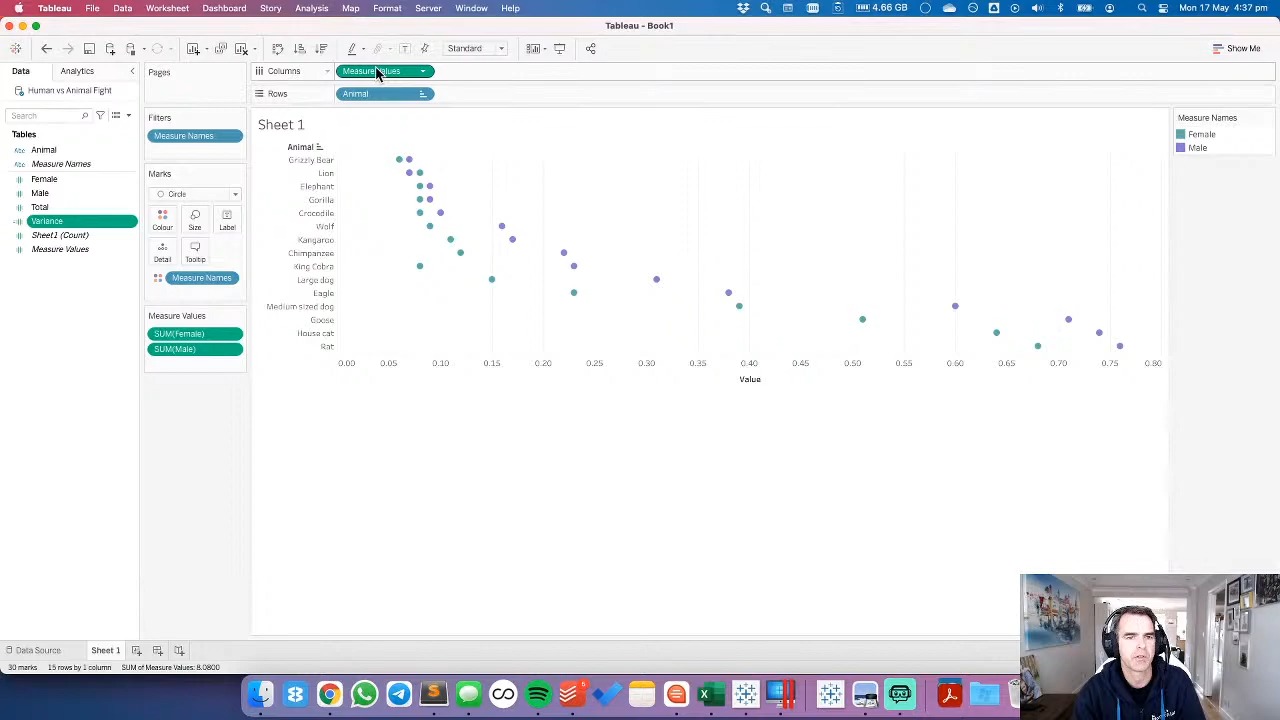 Tableau File Data Worksheet Dashboard Story Analysis Map Format Server Window Help 4.66 GB Mon 17 May 4:37 pm
Tableau - Book1
Standard Show Me
Data Analytics Pages Columns Measure Values
Human vs Animal Fight Rows Animal
Search Filters Measure Names
Tables Measure Names
Animal
Measure Names
Female
Male
Total
Variance
Sheet1 (Count)
Measure Values
Marks
Circle
Colour Size Label
Detail Tooltip
Measure Names
Measure Values
SUM(Female)
SUM(Male)
Sheet 1
Animal
Grizzly Bear
Lion
Elephant
Gorilla
Crocodile
Wolf
Kangaroo
Chimpanzee
King Cobra
Large dog
Eagle
Medium sized dog
Goose
House cat
Rat
0.00 0.05 0.10 0.15 0.20 0.25 0.30 0.35 0.40 0.45 0.50 0.55 0.60 0.65 0.70 0.75 0.80
Value
Female
Male
Data Source Sheet 1
30 marks 15 rows by 1 column SUM of Measure Values: 8.0800